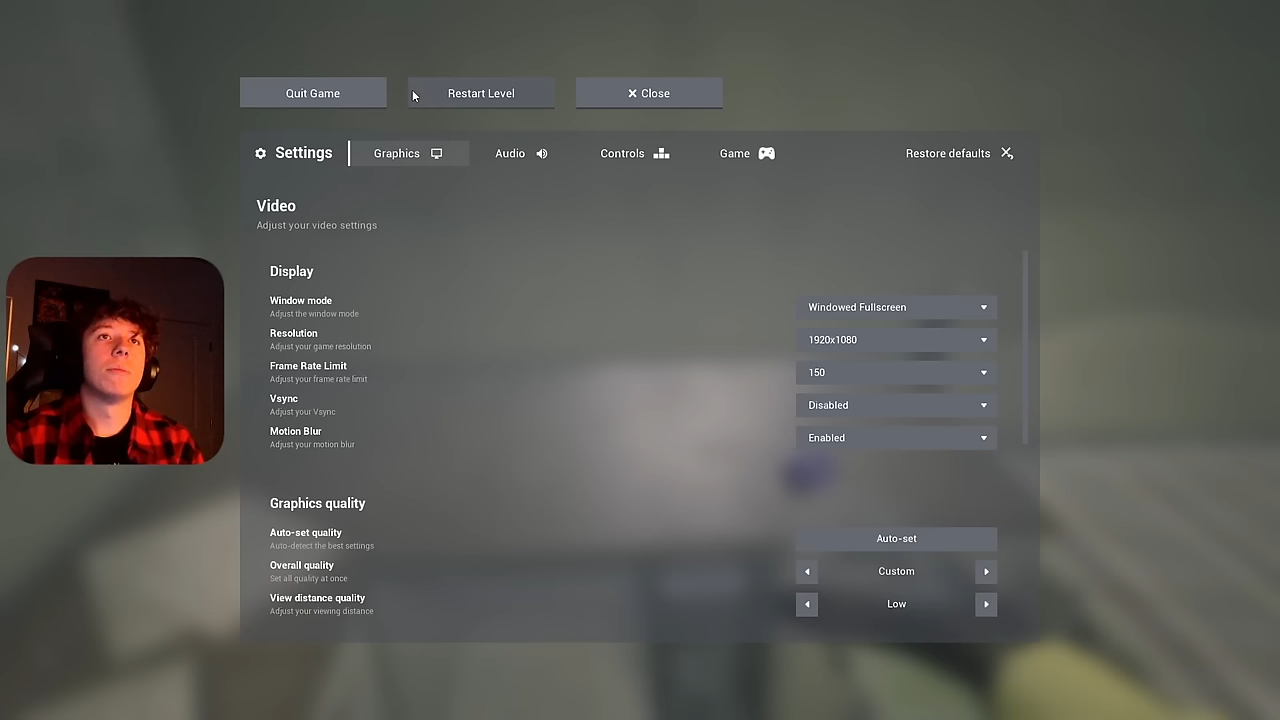 Quit Game
Restart Level
Close
Settings
Graphics
Audio
Controls
Game
Restore defaults
Video
Adjust your video settings
Display
Window mode
Adjust the window mode
Windowed Fullscreen
Resolution
Adjust your game resolution
1920x1080
Frame Rate Limit
Adjust your frame rate limit
150
Vsync
Adjust your Vsync
Disabled
Motion Blur
Adjust your motion blur
Enabled
Graphics quality
Auto-set quality
Auto-detect the best settings
Auto-set
Overall quality
Set all quality at once
Custom
View distance quality
Adjust your viewing distance
Low